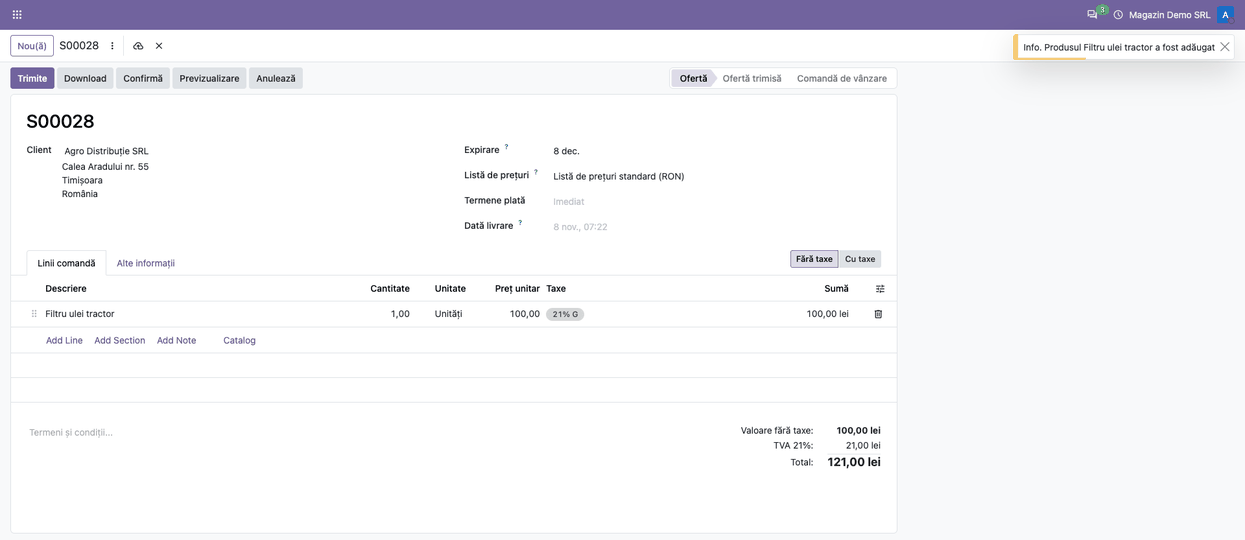 3
Magazin Demo SRL
A
Nou(ă)
S00028
Info. Produsul Filtru ulei tractor a fost adăugat
Trimite
Download
Confirmă
Previzualizare
Anulează
Ofertă
Ofertă trimisă
Comandă de vânzare
S00028
Client
Agro Distribuție SRL
Calea Aradului nr. 55
Timișoara
România
Expirare ?
8 dec.
Listă de prețuri ?
Listă de prețuri standard (RON)
Termene plată
Imediat
Dată livrare ?
8 nov., 07:22
Linii comandă
Alte informații
Fără taxe
Cu taxe
Descriere Cantitate Unitate Preț unitar Taxe Sumă
Filtru ulei tractor 1,00 Unități 100,00 21% G 100,00 lei
Add Line Add Section Add Note Catalog
Termeni și condiții...
Valoare fără taxe: 100,00 lei
TVA 21%: 21,00 lei
Total: 121,00 lei